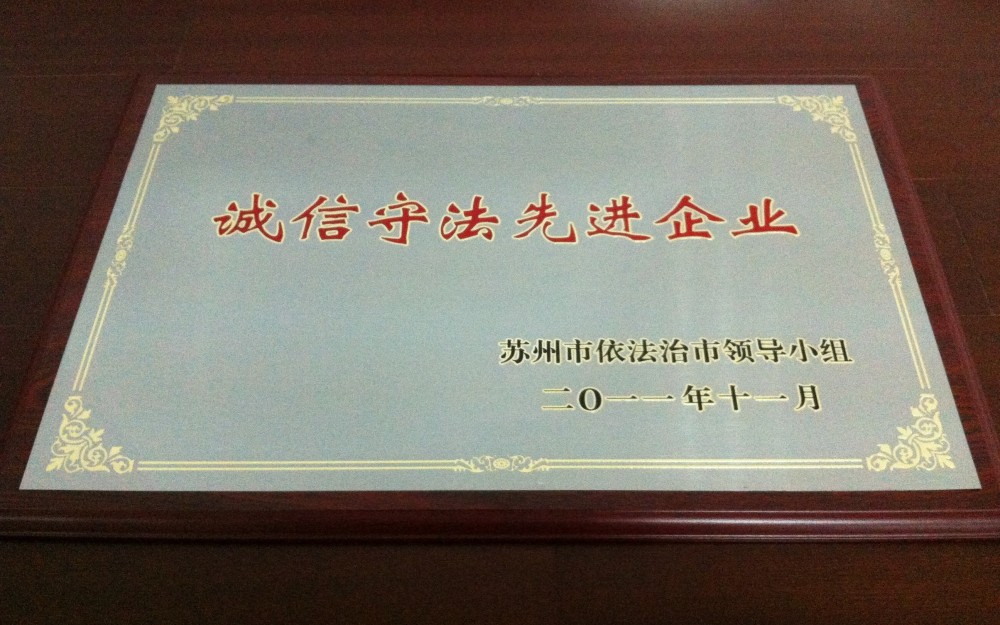 诚信守法先进企业
苏州市依法治市领导小组
二O一一年十一月